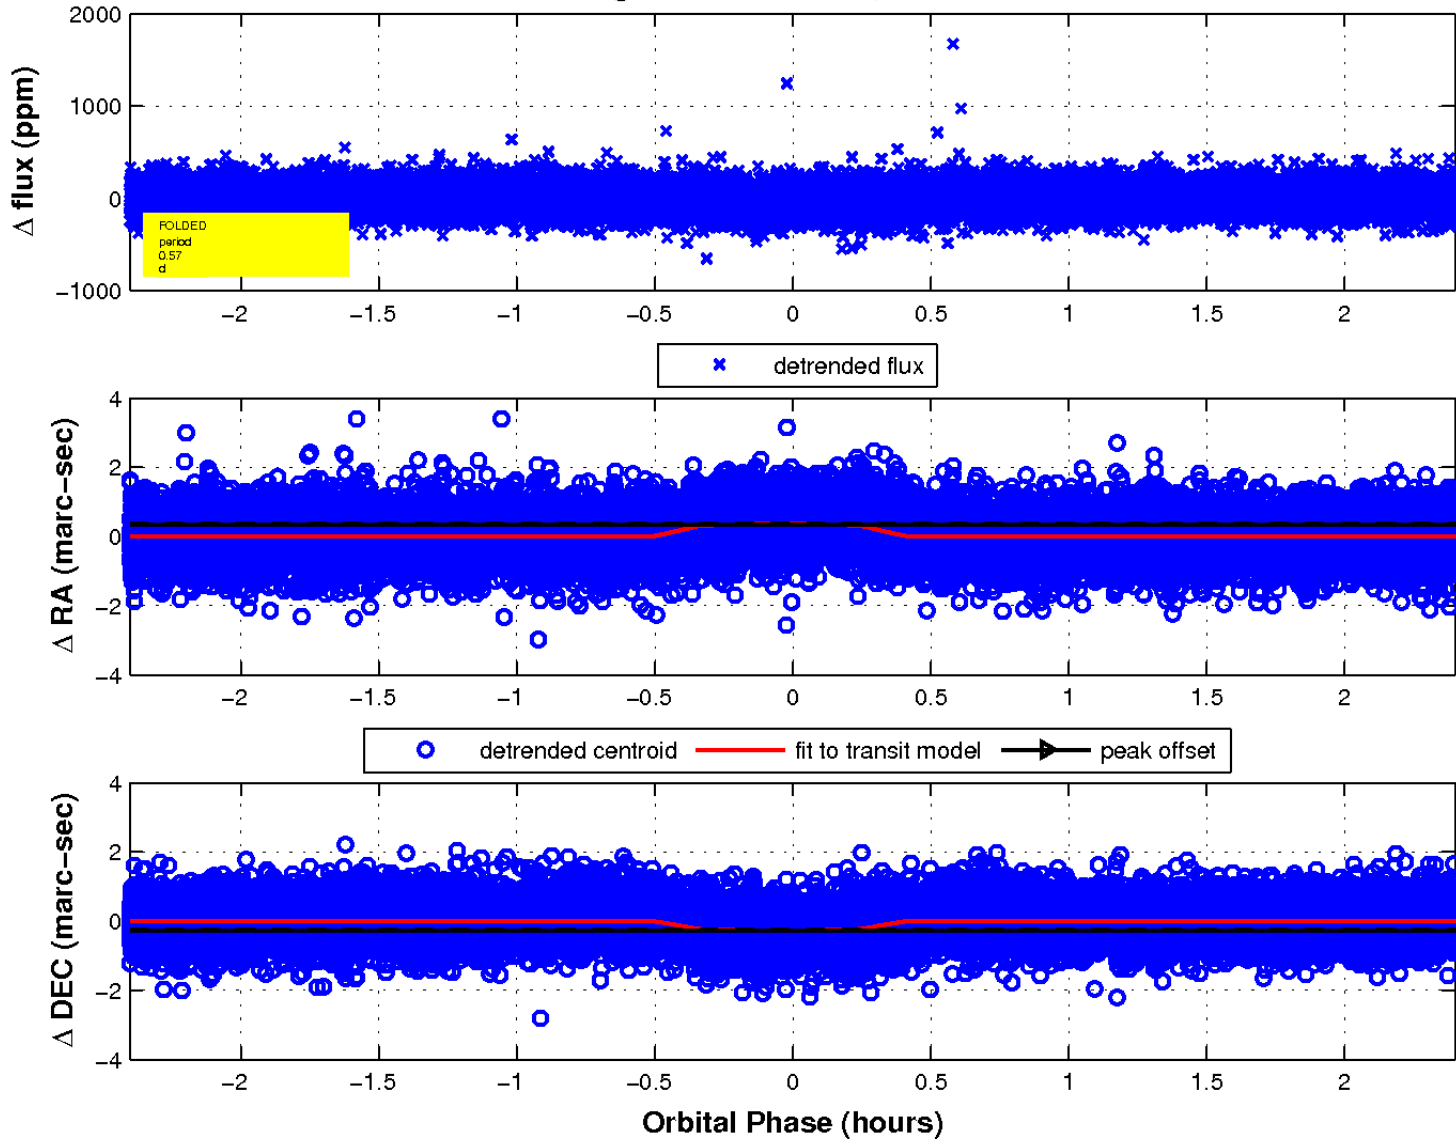 2000
1000
0
−1000
Δ flux (ppm)
FOLDED
period
0.57
d
−2 −1.5 −1 −0.5 0 0.5 1 1.5 2
detrended flux
4
2
0
−2
−4
Δ RA (marc−sec)
−2 −1.5 −1 −0.5 0 0.5 1 1.5 2
detrended centroid fit to transit model peak offset
4
2
0
−2
−4
Δ DEC (marc−sec)
−2 −1.5 −1 −0.5 0 0.5 1 1.5 2
Orbital Phase (hours)